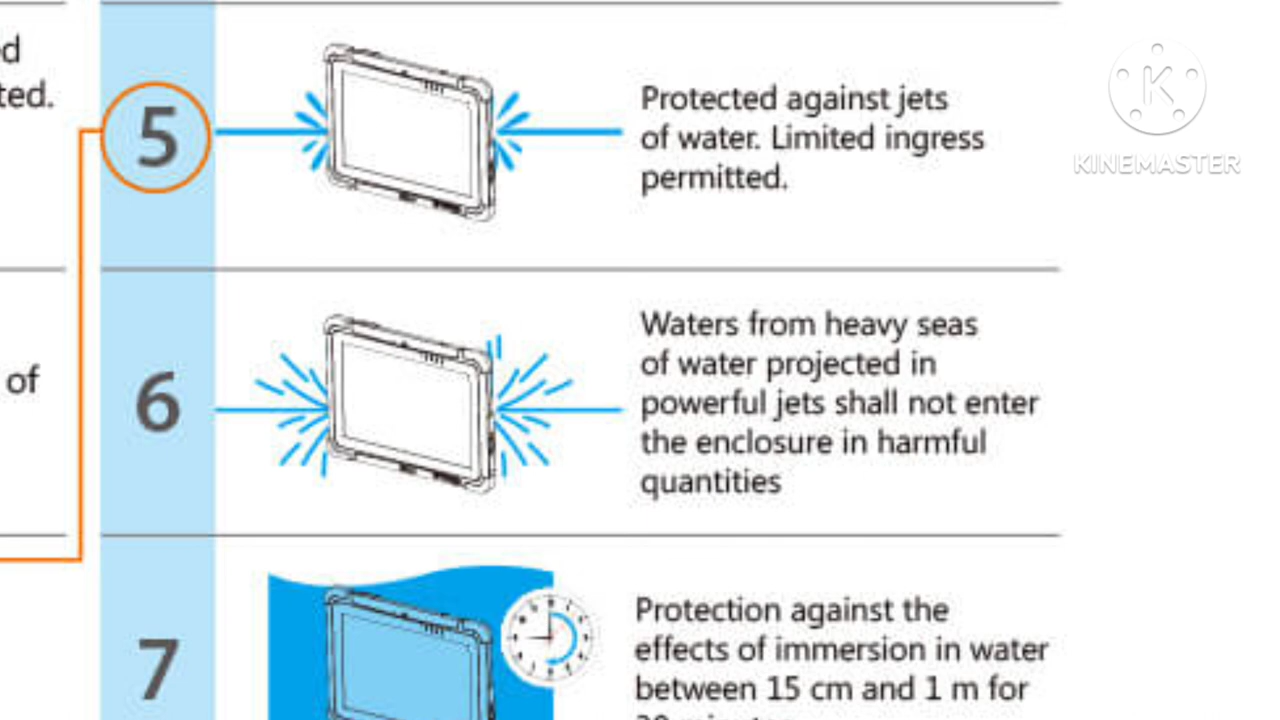 d
ted.
5
Protected against jets
of water. Limited ingress
permitted.
K
KINEMASTER
of
6
Waters from heavy seas
of water projected in
powerful jets shall not enter
the enclosure in harmful
quantities
7
Protection against the
effects of immersion in water
between 15 cm and 1 m for